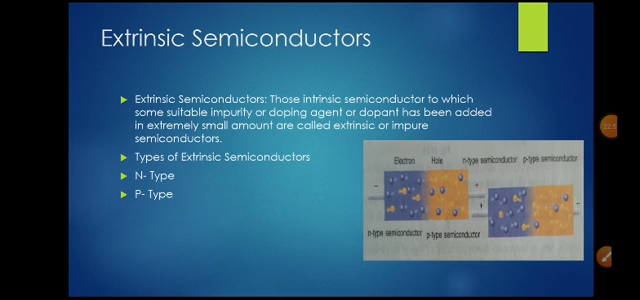 Extrinsic Semiconductors
Extrinsic Semiconductors: Those intrinsic semiconductor to which
some suitable impurity or doping agent or dopant has been added
in extremely small amount are called extrinsic or impure
semiconductors.
Types of Extrinsic Semiconductors
N- Type
P- Type
Electron Hole n-type semiconductor p-type semiconductor
n-type semiconductor p-type semiconductor